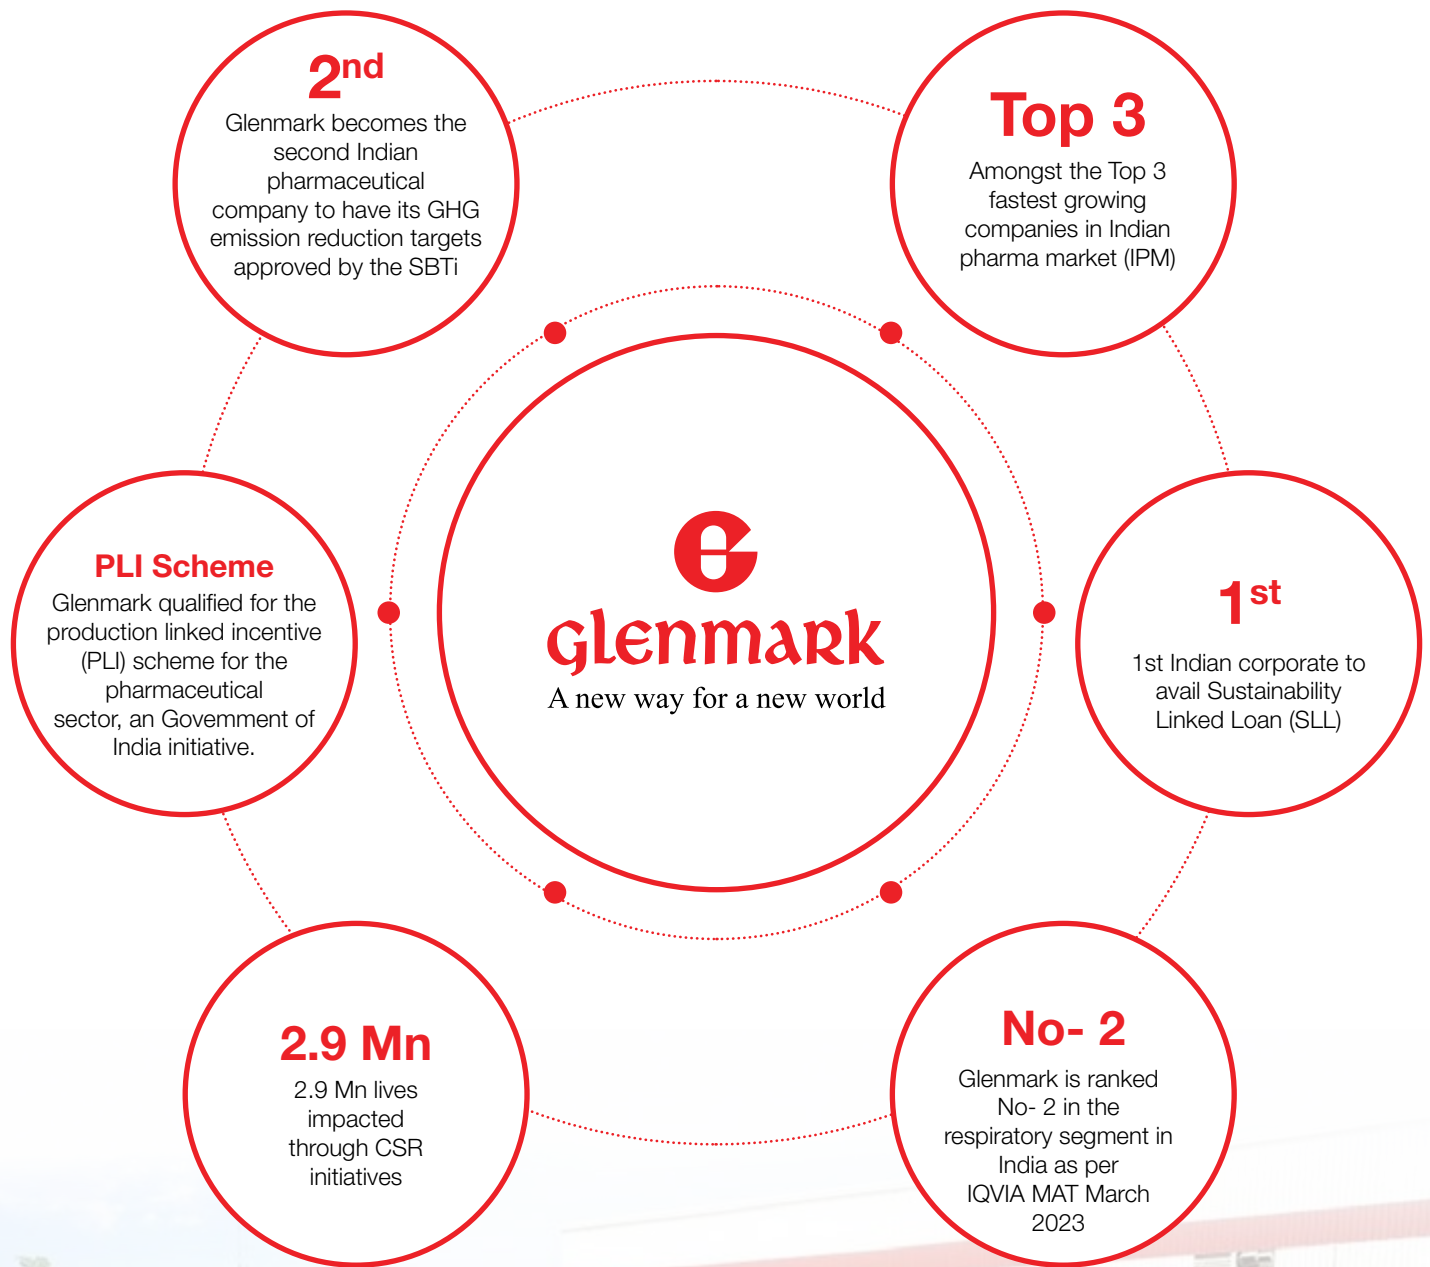 2nd
Glenmark becomes the
second Indian
pharmaceutical
company to have its GHG
emission reduction targets
approved by the SBTi
Top 3
Amongst the Top 3
fastest growing
companies in Indian
pharma market (IPM)
PLI Scheme
Glenmark qualified for the
production linked incentive
(PLI) scheme for the
pharmaceutical
sector, an Government of
India initiative.
glenmark
A new way for a new world
1st
1st Indian corporate to
avail Sustainability
Linked Loan (SLL)
2.9 Mn
2.9 Mn lives
impacted
through CSR
initiatives
No- 2
Glenmark is ranked
No- 2 in the
respiratory segment in
India as per
IQVIA MAT March
2023